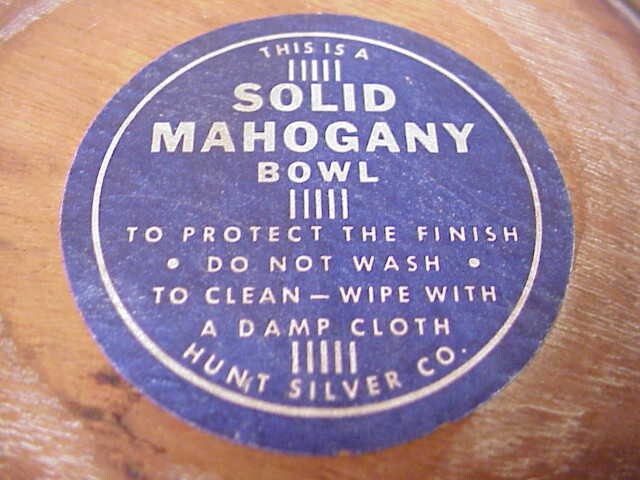 THIS IS A
SOLID
MAHOGANY
BOWL
TO PROTECT THE FINISH
• DO NOT WASH •
TO CLEAN — WIPE WITH
A DAMP CLOTH
HUNT SILVER CO.